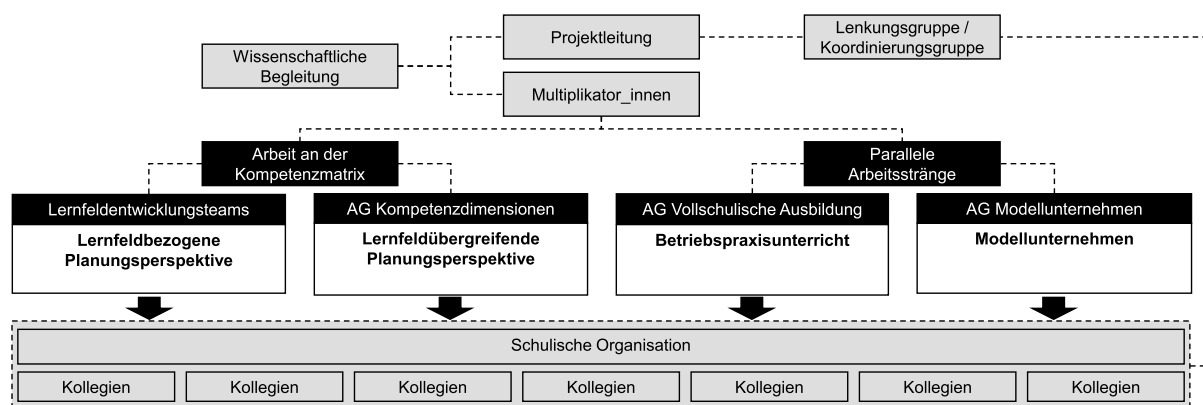 Wissenschaftliche
Begleitung
Projektleitung
Lenkungsgruppe /
Koordinierungsgruppe
Multiplikator_innen
Arbeit an der
Kompetenzmatrix
Parallele
Arbeitsstränge
Lernfeldentwicklungsteams
Lernfeldbezogene
Planungsperspektive
AG Kompetenzdimensionen
Lernfeldübergreifende
Planungsperspektive
AG Vollschulische Ausbildung
Betriebspraxisunterricht
AG Modellunternehmen
Modellunternehmen
Schulische Organisation
Kollegien
Kollegien
Kollegien
Kollegien
Kollegien
Kollegien
Kollegien